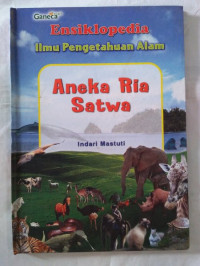 Ganeca
Ensiklopedia
Ilmu Pengetahuan Alam
Aneka Ria
Satwa
Indari Mastuti